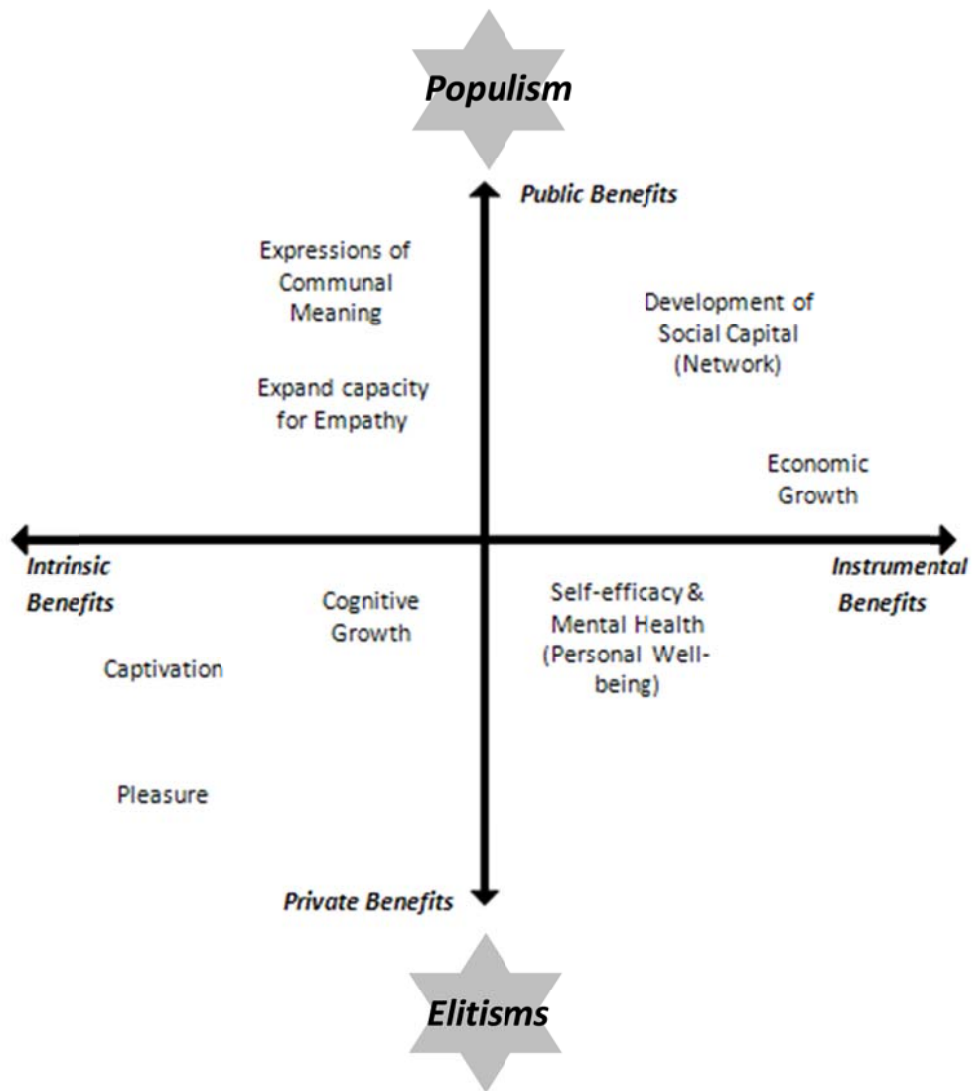 Populism
Public Benefits
Expressions of
Communal
Meaning
Development of
Social Capital
(Network)
Expand capacity
for Empathy
Economic
Growth
Intrinsic
Benefits
Instrumental
Benefits
Cognitive
Growth
Self-efficacy &
Mental Health
(Personal Well-
being)
Captivation
Pleasure
Private Benefits
Elitisms